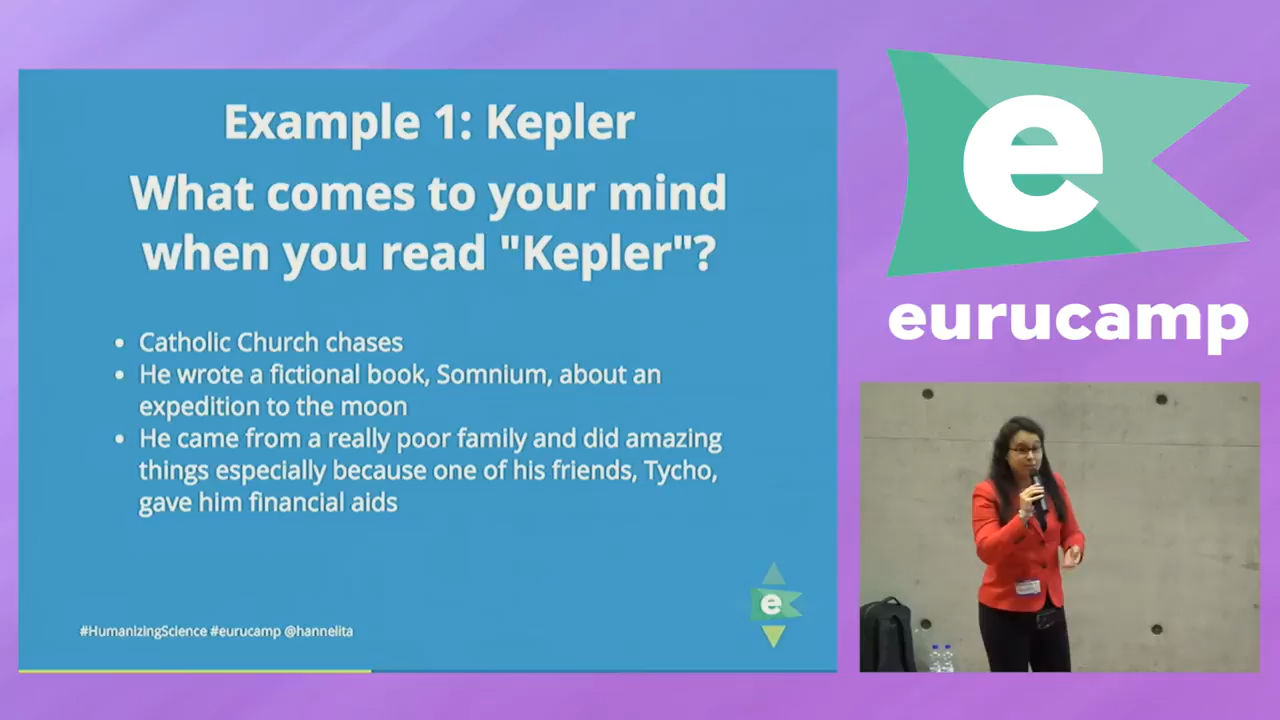 Example 1: Kepler
What comes to your mind
when you read "Kepler"?
• Catholic Church chases
• He wrote a fictional book, Somnium, about an
expedition to the moon
• He came from a really poor family and did amazing
things especially because one of his friends, Tycho,
gave him financial aids
e
#HumanizingScience #eurucamp @hannelita
e
eurucamp